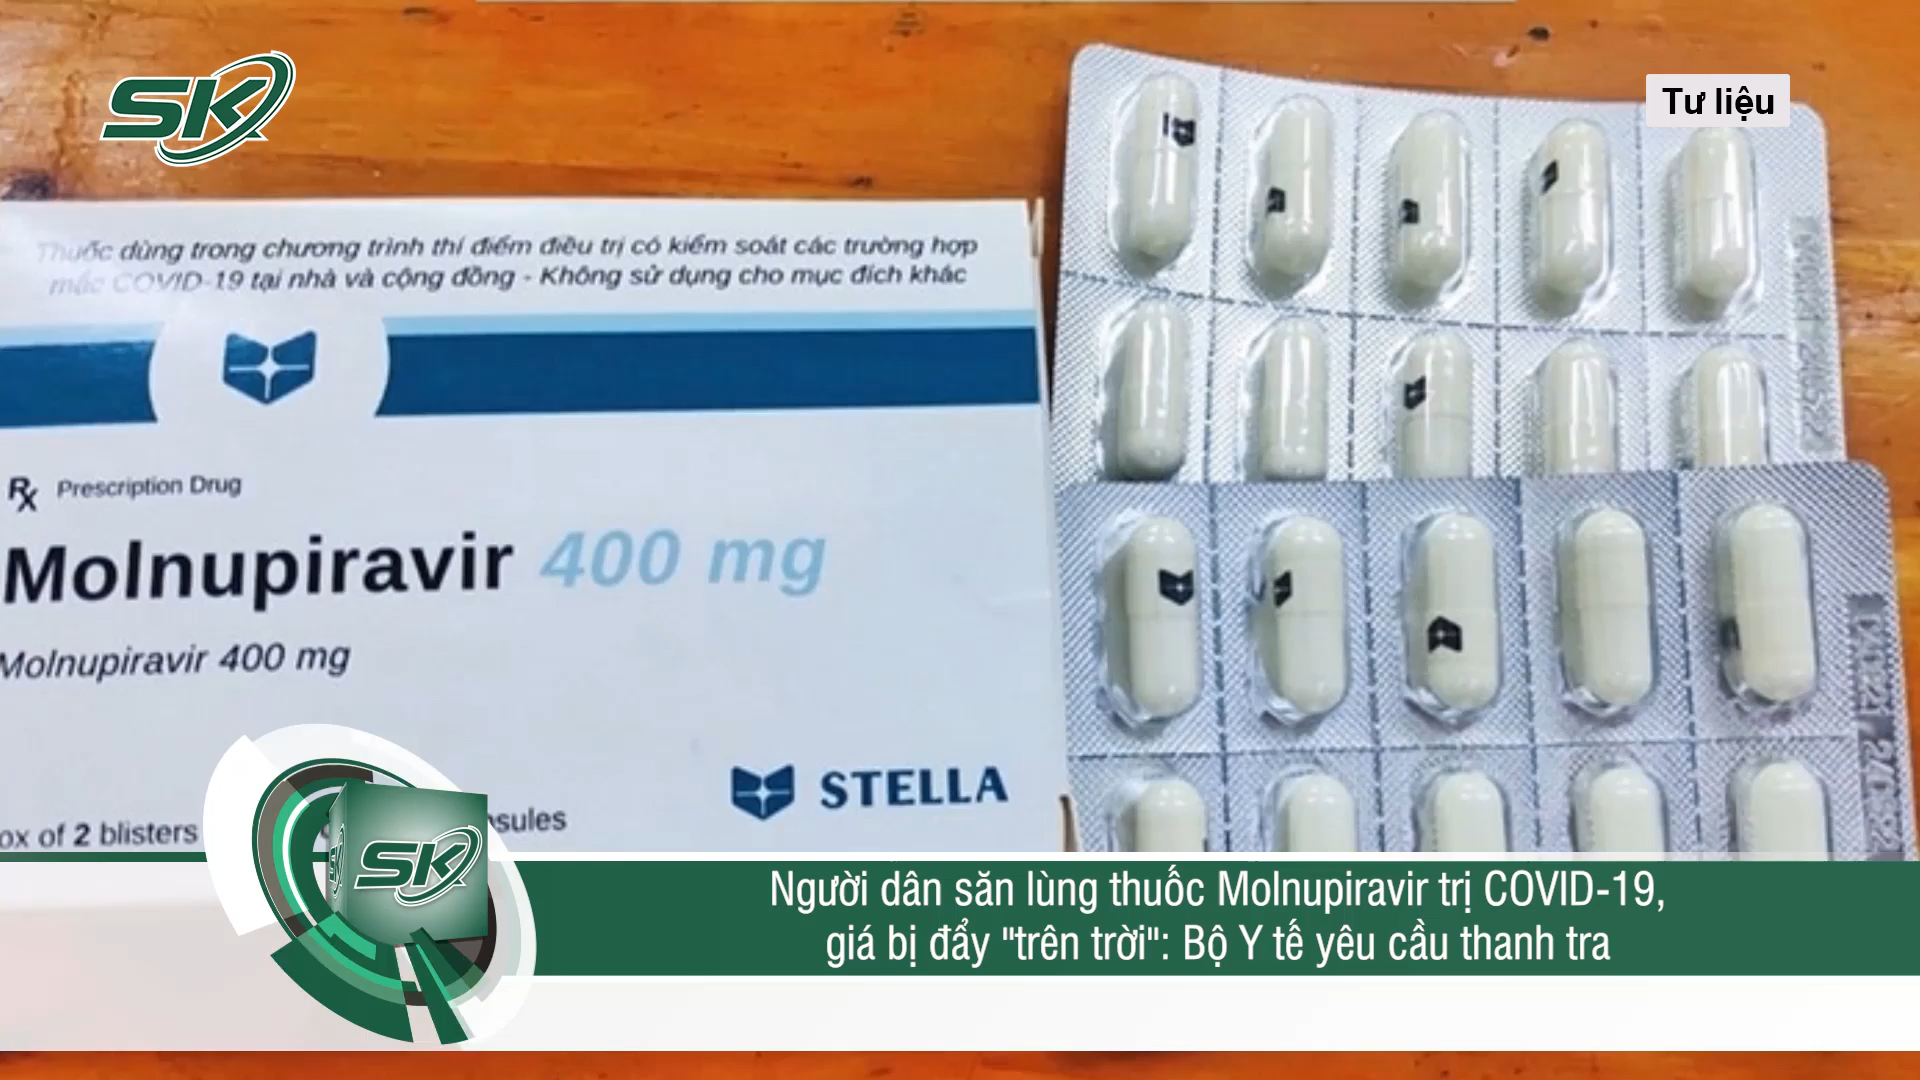 SK
Tư liệu
Thuốc dùng trong chương trình thí điểm điều trị có kiểm soát các trường hợp
mắc COVID-19 tại nhà và cộng đồng - Không sử dụng cho mục đích khác
Rx Prescription Drug
Molnupiravir 400 mg
Molnupiravir 400 mg
STELLA
ox of 2 blisters
sules
SK
Người dân săn lùng thuốc Molnupiravir trị COVID-19,
giá bị đẩy "trên trời": Bộ Y tế yêu cầu thanh tra